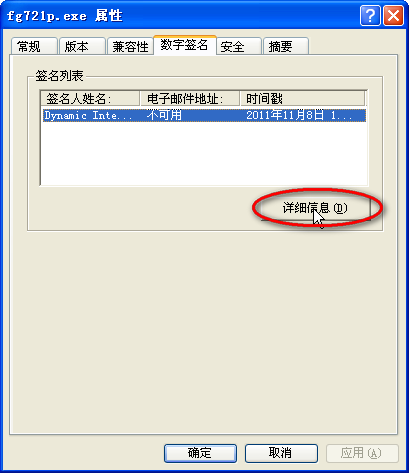 fg721p.exe 属性
常规 版本 兼容性 数字签名 安全 摘要
签名列表
签名人姓名: 电子邮件地址: 时间戳
Dynamic Inte... 不可用 2011年11月8日 1...
详细信息(D)
确定 取消 应用(A)